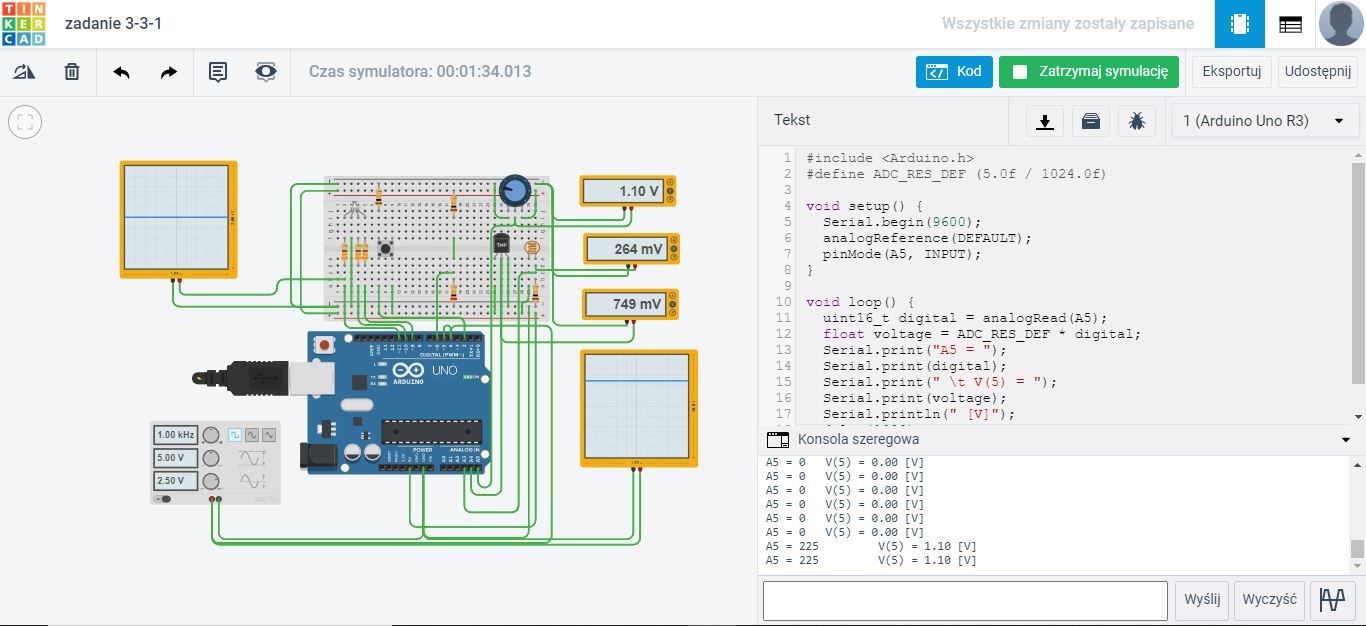 TIN
KER
CAD
zadanie 3-3-1
Wszystkie zmiany zostały zapisane
Czas symulatora: 00:01:34.013
Kod
Zatrzymaj symulację
Eksportuj
Udostępnij
Tekst
1 (Arduino Uno R3)
1.10 V
264 mV
749 mV
TMP
DIGITAL (PWM~)
UNO
ARDUINO
POWER
ANALOG IN
1.00 kHz
5.00 V
2.50 V
1 #include <Arduino.h>
2 #define ADC_RES_DEF (5.0f / 1024.0f)
3
4 void setup() {
5 Serial.begin(9600);
6 analogReference(DEFAULT);
7 pinMode(A5, INPUT);
8 }
9
10 void loop() {
11 uint16_t digital = analogRead(A5);
12 float voltage = ADC_RES_DEF * digital;
13 Serial.print("A5 = ");
14 Serial.print(digital);
15 Serial.print(" \t V(5) = ");
16 Serial.print(voltage);
17 Serial.println(" [V]");
Konsola szeregowa
A5 = 0 V(5) = 0.00 [V]
A5 = 0 V(5) = 0.00 [V]
A5 = 0 V(5) = 0.00 [V]
A5 = 0 V(5) = 0.00 [V]
A5 = 0 V(5) = 0.00 [V]
A5 = 0 V(5) = 0.00 [V]
A5 = 225 V(5) = 1.10 [V]
A5 = 225 V(5) = 1.10 [V]
Wyślij
Wyczyść